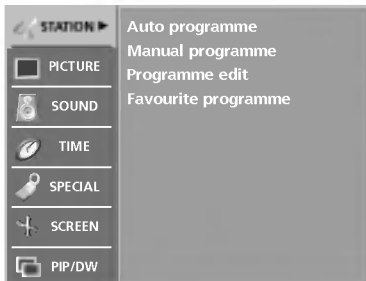 STATION ►
PICTURE
SOUND
TIME
SPECIAL
SCREEN
PIP/DW
Auto programme
Manual programme
Programme edit
Favourite programme